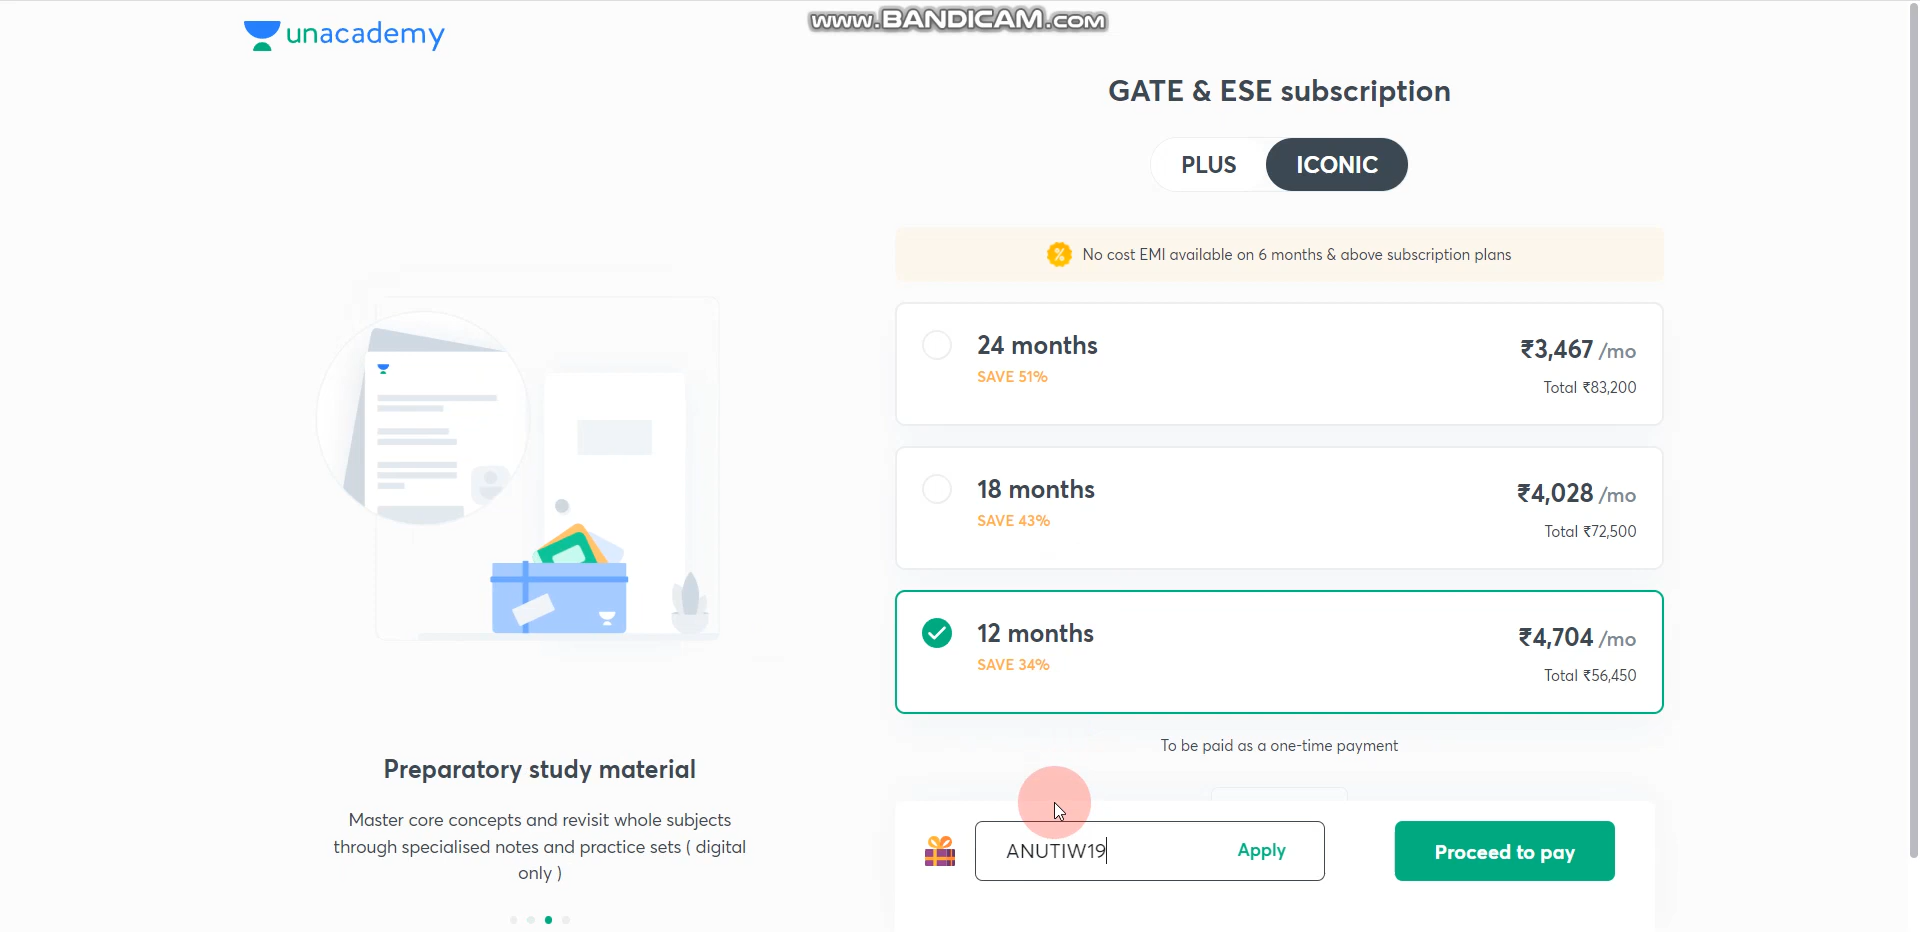 www.BANDICAM.com
unacademy
GATE & ESE subscription
PLUS
ICONIC
No cost EMI available on 6 months & above subscription plans
24 months
₹3,467 /mo
SAVE 51%
Total ₹83,200
18 months
₹4,028 /mo
SAVE 43%
Total ₹72,500
12 months
₹4,704 /mo
SAVE 34%
Total ₹56,450
To be paid as a one-time payment
ANUTIW19
Apply
Proceed to pay
Preparatory study material
Master core concepts and revisit whole subjects
through specialised notes and practice sets ( digital
only )